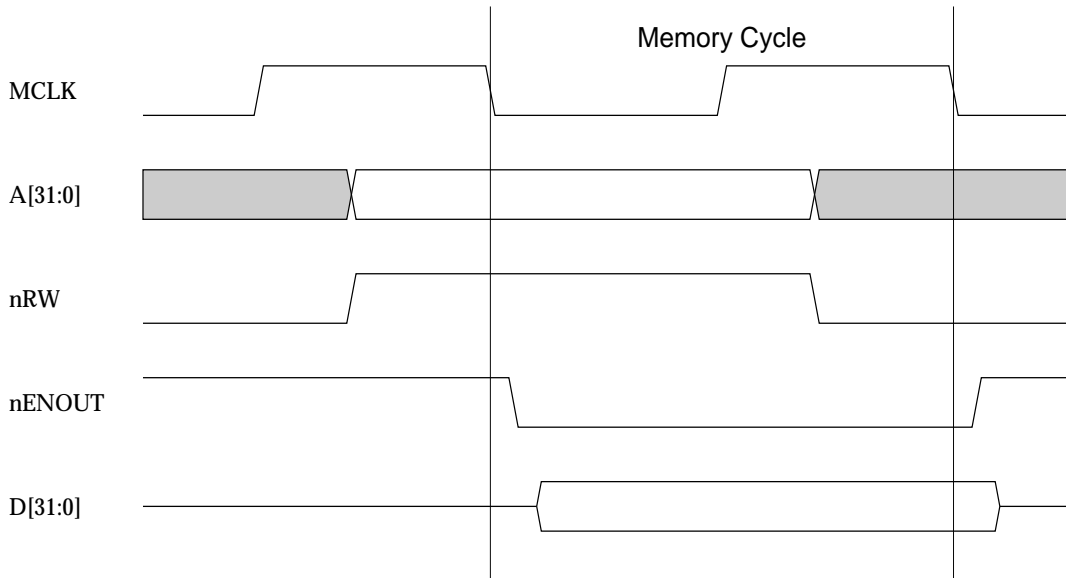 Memory Cycle
MCLK
A[31:0]
nRW
nENOUT
D[31:0]